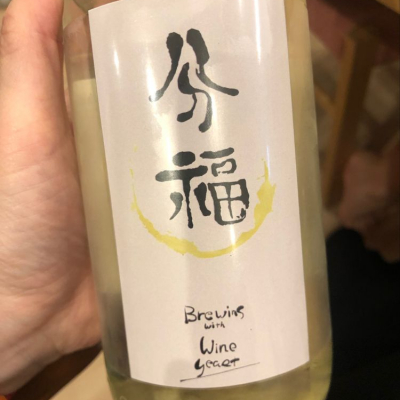 分
福
Brewing
with
Wine
yeast